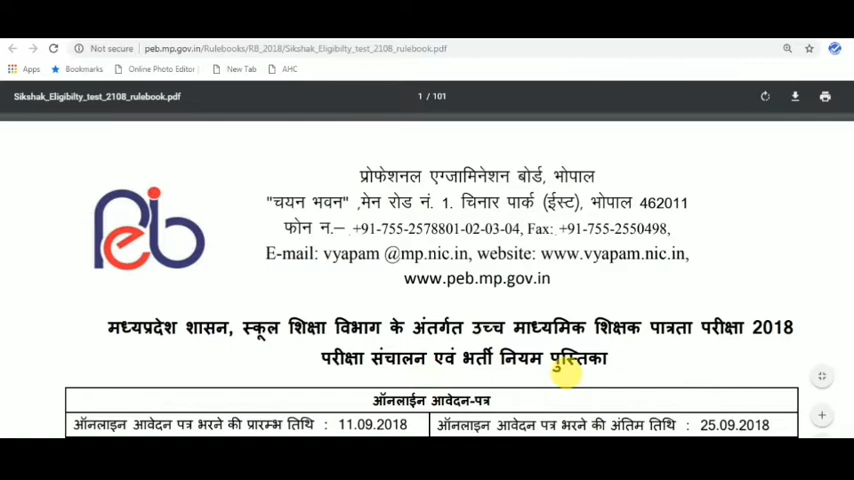 Not secure peb.mp.gov.in/Rulebooks/RB_2018/Sikshak_Eligibilty_test_2108_rulebook.pdf
Apps Bookmarks Online Photo Editor New Tab AHC
Sikshak_Eligibilty_test_2108_rulebook.pdf 1 / 101
peb
प्रोफेशनल एग्जामिनेशन बोर्ड, भोपाल
"चयन भवन" ,मेन रोड नं. 1. चिनार पार्क (ईस्ट), भोपाल 462011
फोन न.– +91-755-2578801-02-03-04, Fax: +91-755-2550498,
E-mail: vyapam @mp.nic.in, website: www.vyapam.nic.in,
www.peb.mp.gov.in
मध्यप्रदेश शासन, स्कूल शिक्षा विभाग के अंतर्गत उच्च माध्यमिक शिक्षक पात्रता परीक्षा 2018
परीक्षा संचालन एवं भर्ती नियम पुस्तिका
ऑनलाईन आवेदन-पत्र
ऑनलाइन आवेदन पत्र भरने की प्रारम्भ तिथि : 11.09.2018 ऑनलाइन आवेदन पत्र भरने की अंतिम तिथि : 25.09.2018